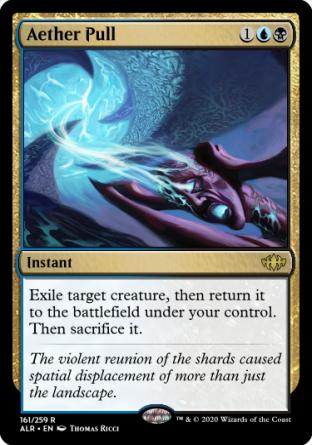 Aether Pull 1
Instant
Exile target creature, then return it
to the battlefield under your control.
Then sacrifice it.
The violent reunion of the shards caused
spatial displacement of more than just
the landscape.
161/259 R
ALR • EN Thomas Ricci
™ & © 2020 Wizards of the Coast